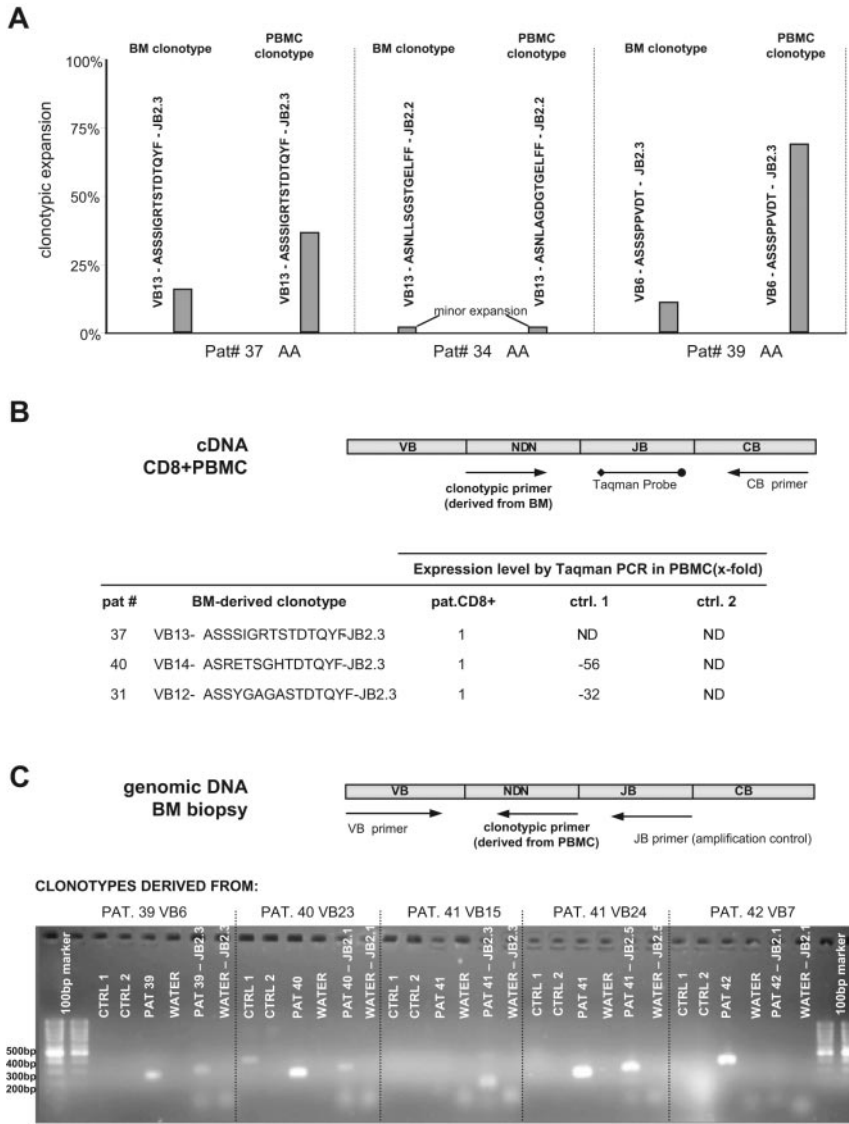 A
BM clonotype
PBMC
clonotype
BM clonotype
PBMC
clonotype
BM clonotype
PBMC
clonotype
clonotypic expansion
100%
75%
50%
25%
0%
VB13 - ASSSIGRTSTDTQYF - JB2.3
VB13 - ASSSIGRTSTDTQYF - JB2.3
VB13 - ASNLLSGSTGELFF - JB2.2
VB13 - ASNLAGDGTGELFF - JB2.2
VB6 - ASSSPPVDT - JB2.3
VB6 - ASSSPPVDT - JB2.3
minor expansion
Pat# 37 AA
Pat# 34 AA
Pat# 39 AA
B
cDNA
CD8+PBMC
VB NDN JB CB
clonotypic primer
(derived from BM)
Taqman Probe
CB primer
Expression level by Taqman PCR in PBMC(x-fold)
pat # BM-derived clonotype pat.CD8+ ctrl. 1 ctrl. 2
37 VB13- ASSSIGRTSTDTQYF-JB2.3 1 ND ND
40 VB14- ASRETSGHTDTQYF-JB2.3 1 -56 ND
31 VB12- ASSYGAGASTDTQYF-JB2.3 1 -32 ND
C
genomic DNA
BM biopsy
VB NDN JB CB
VB primer
clonotypic primer
(derived from PBMC)
JB primer (amplification control)
CLONOTYPES DERIVED FROM:
PAT. 39 VB6 PAT. 40 VB23 PAT. 41 VB15 PAT. 41 VB24 PAT. 42 VB7
100bp marker
CTRL 1
CTRL 2
PAT 39
WATER
PAT 39 – JB2.3
WATER – JB2.3
CTRL 1
CTRL 2
PAT 40
WATER
PAT 40 – JB2.1
WATER – JB2.1
CTRL 1
CTRL 2
PAT 41
WATER
PAT 41 – JB2.3
WATER – JB2.3
CTRL 1
CTRL 2
PAT 41
WATER
PAT 41 – JB2.5
WATER – JB2.5
CTRL 1
CTRL 2
PAT 42
WATER
PAT 42 – JB2.1
WATER – JB2.1
100bp marker
500bp
400bp
300bp
200bp